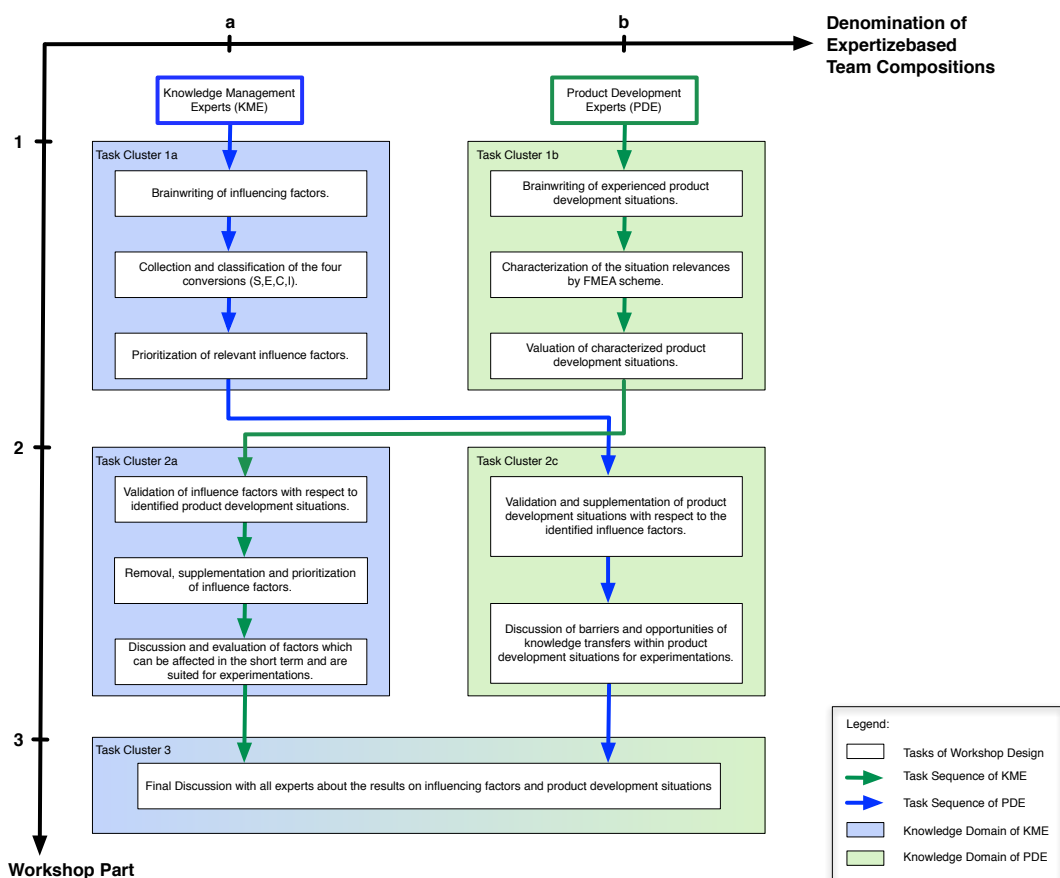 a
b
Denomination of
Expertizebased
Team Compositions
Knowledge Management
Experts (KME)
Product Development
Experts (PDE)
1
Task Cluster 1a
Task Cluster 1b
Brainwriting of influencing factors.
Brainwriting of experienced product
development situations.
Collection and classification of the four
conversions (S,E,C,I).
Characterization of the situation relevances
by FMEA scheme.
Prioritization of relevant influence factors.
Valuation of characterized product
development situations.
2
Task Cluster 2a
Task Cluster 2c
Validation of influence factors with respect to
identified product development situations.
Validation and supplementation of product
development situations with respect to the
identified influence factors.
Removal, supplementation and prioritization
of influence factors.
Discussion of barriers and opportunities of
knowledge transfers within product
development situations for experimentations.
Discussion and evaluation of factors which
can be affected in the short term and are
suited for experimentations.
3
Task Cluster 3
Final Discussion with all experts about the results on influencing factors and product development situations
Legend:
Tasks of Workshop Design
Task Sequence of KME
Task Sequence of PDE
Knowledge Domain of KME
Knowledge Domain of PDE
Workshop Part